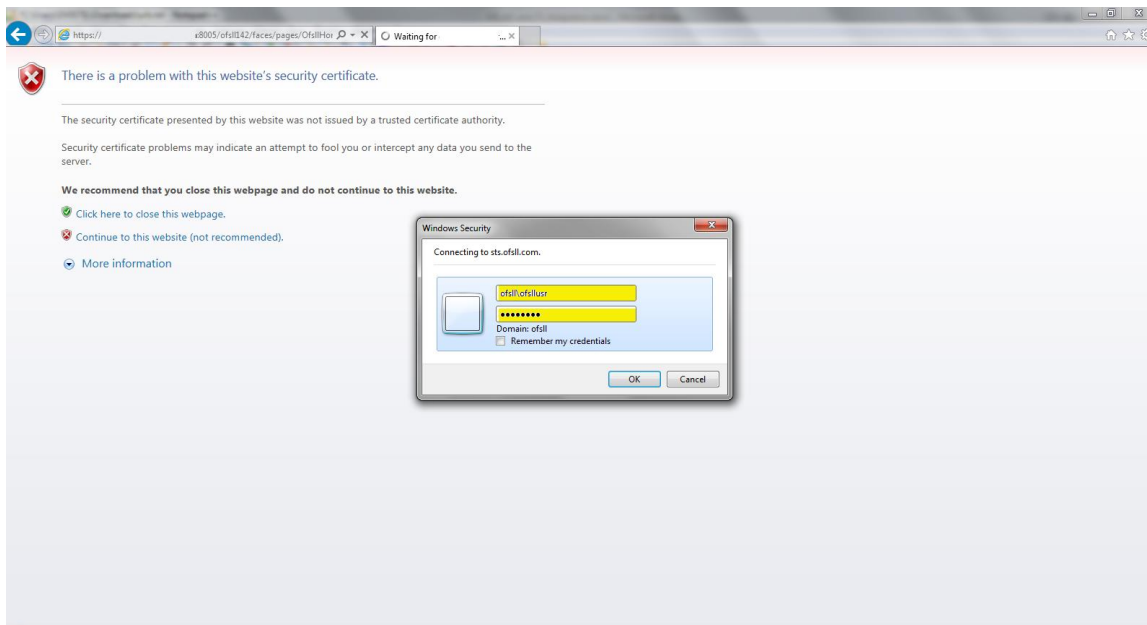 https:// r8005/ofsll142/faces/pages/OfsllHor
Waiting for ...
There is a problem with this website's security certificate.
The security certificate presented by this website was not issued by a trusted certificate authority.
Security certificate problems may indicate an attempt to fool you or intercept any data you send to the
server.
We recommend that you close this webpage and do not continue to this website.
Click here to close this webpage.
Continue to this website (not recommended).
More information
Windows Security
Connecting to sts.ofsll.com.
ofsll\ofsllusr
••••••••
Domain: ofsll
Remember my credentials
OK Cancel